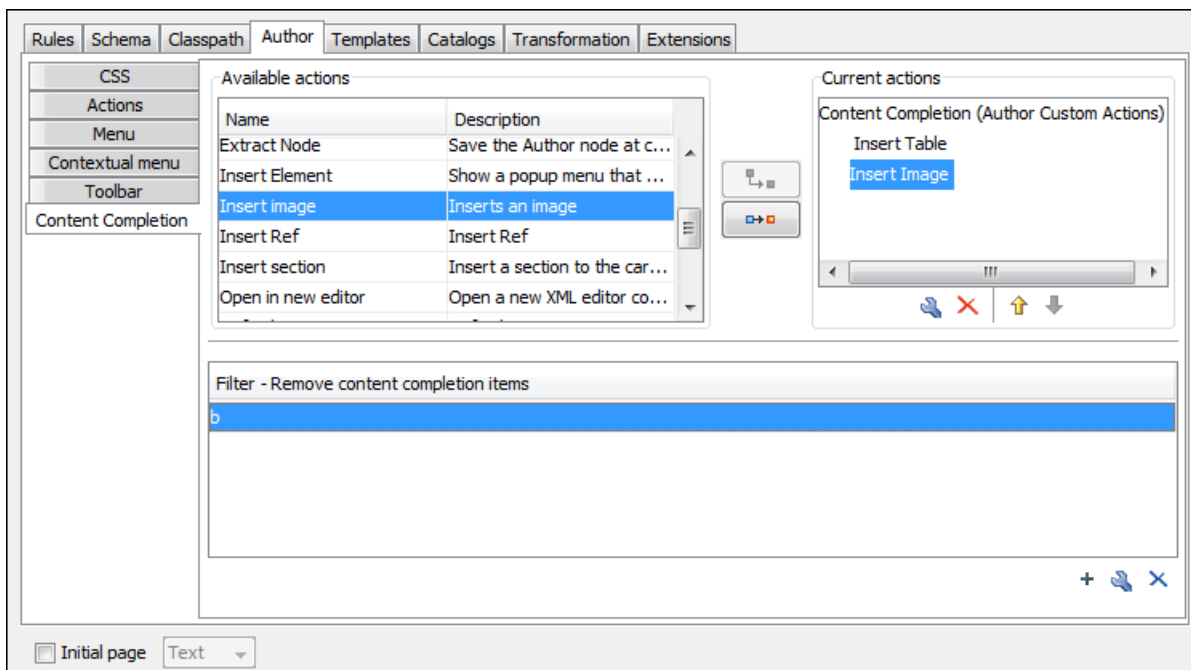 Rules Schema Classpath Author Templates Catalogs Transformation Extensions
CSS
Actions
Menu
Contextual menu
Toolbar
Content Completion
Available actions
Name Description
Extract Node Save the Author node at c...
Insert Element Show a popup menu that ...
Insert image Inserts an image
Insert Ref Insert Ref
Insert section Insert a section to the car...
Open in new editor Open a new XML editor co...
Current actions
Content Completion (Author Custom Actions)
Insert Table
Insert Image
Filter - Remove content completion items
b
Initial page Text